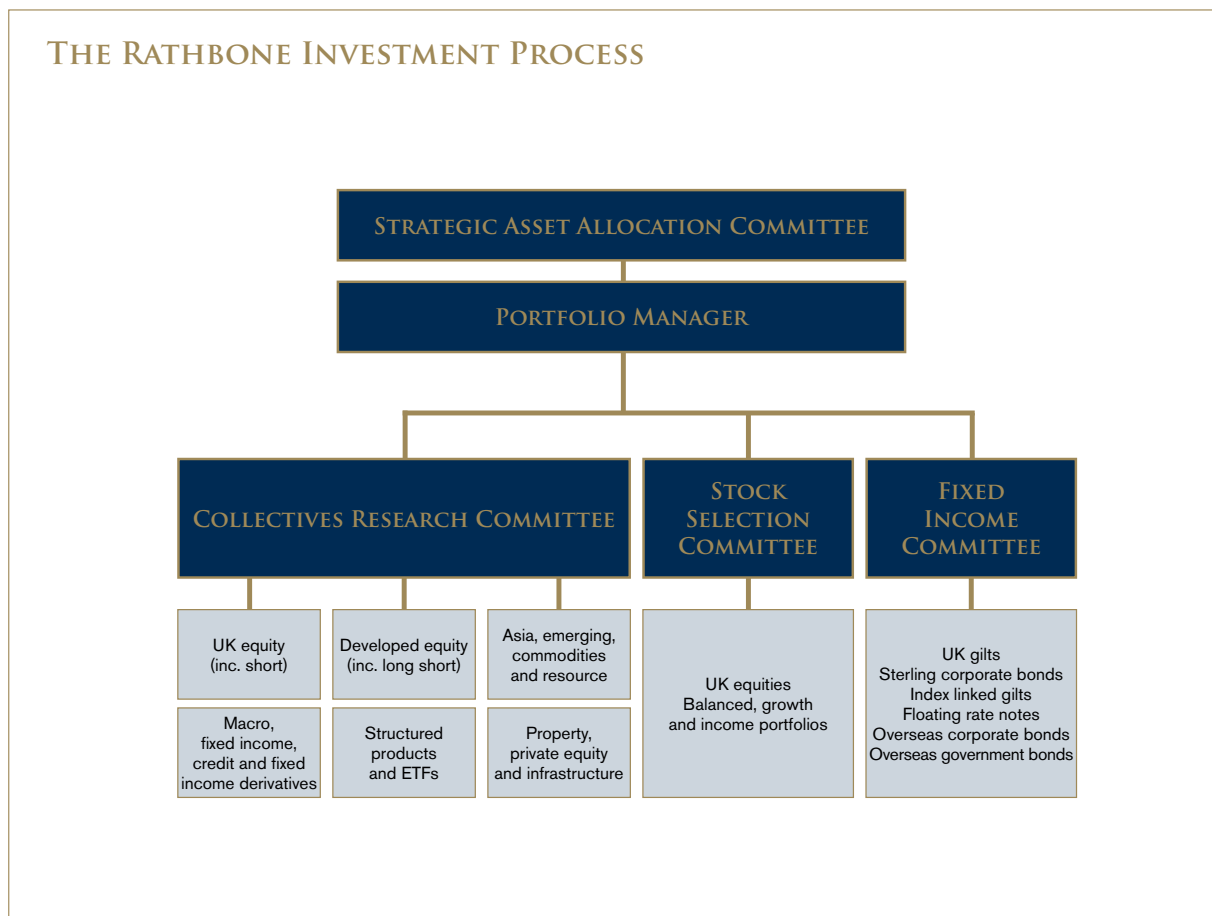 The Rathbone Investment Process
Strategic Asset Allocation Committee
Portfolio Manager
Collectives Research Committee
Stock
Selection
Committee
Fixed
Income
Committee
UK equity
(inc. short)
Developed equity
(inc. long short)
Asia, emerging,
commodities
and resource
Macro,
fixed income,
credit and fixed
income derivatives
Structured
products
and ETFs
Property,
private equity
and infrastructure
UK equities
Balanced, growth
and income portfolios
UK gilts
Sterling corporate bonds
Index linked gilts
Floating rate notes
Overseas corporate bonds
Overseas government bonds